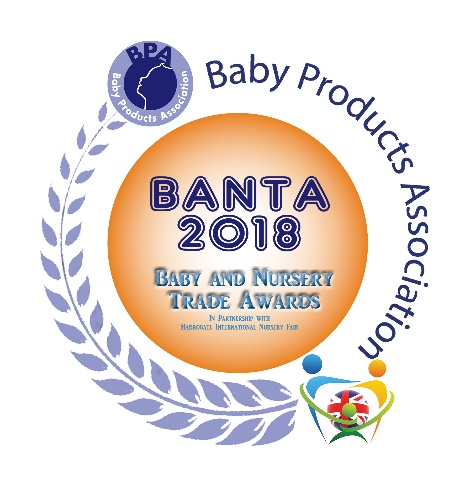 BPA
Baby Products Association
Baby Products Association
BANTA
2018
BABY AND NURSERY
TRADE AWARDS
IN PARTNERSHIP WITH
HARROGAEL INTERNATIONAL NURSERY FAIR